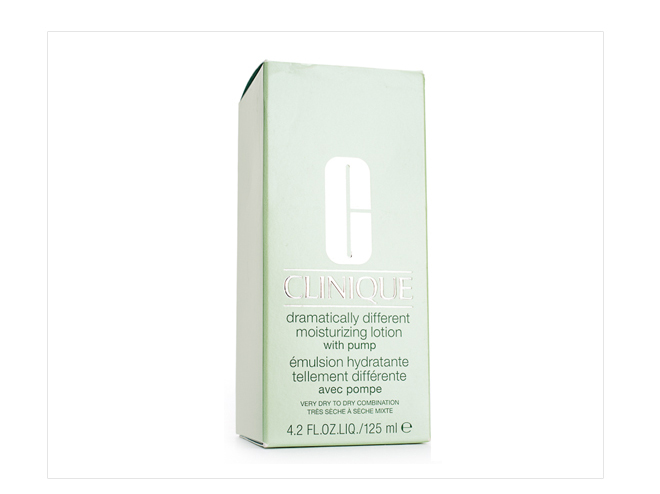 CLINIQUE
dramatically different
moisturizing lotion
with pump
émulsion hydratante
tellement différente
avec pompe
VERY DRY TO DRY COMBINATION
TRÈS SÈCHE À SÈCHE MIXTE
4.2 FL.OZ.LIQ./125 ml ℮